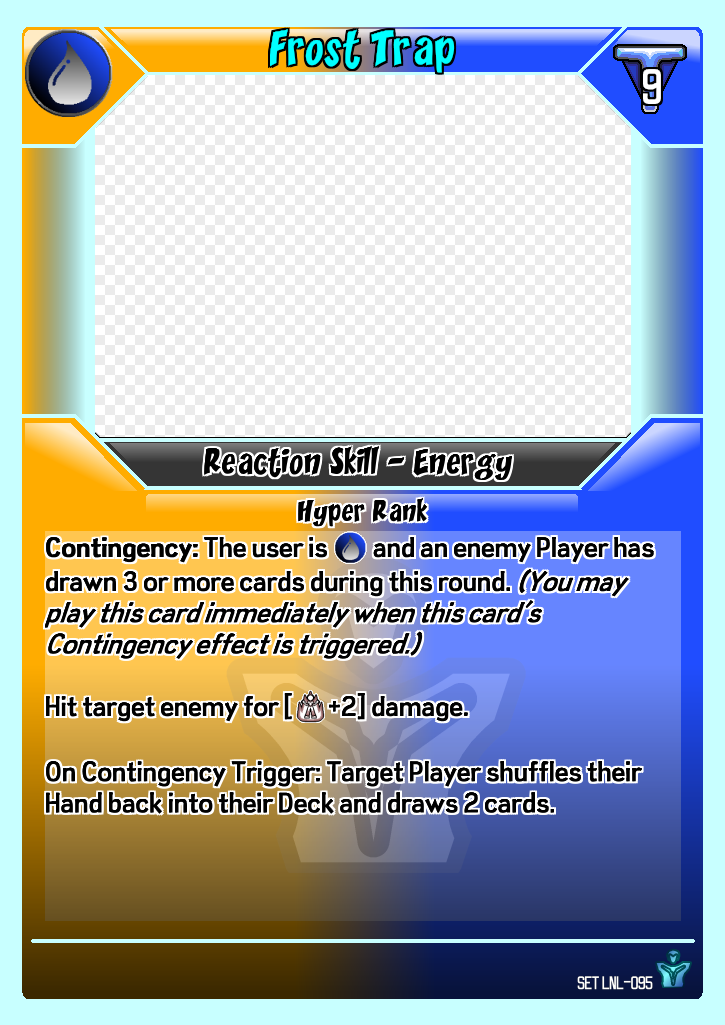 Frost Trap
9
Reaction Skill - Energy
Hyper Rank
Contingency: The user is and an enemy Player has
drawn 3 or more cards during this round. (You may
play this card immediately when this card's
Contingency effect is triggered.)
Hit target enemy for [ +2] damage.
On Contingency Trigger: Target Player shuffles their
Hand back into their Deck and draws 2 cards.
SET LNL-095